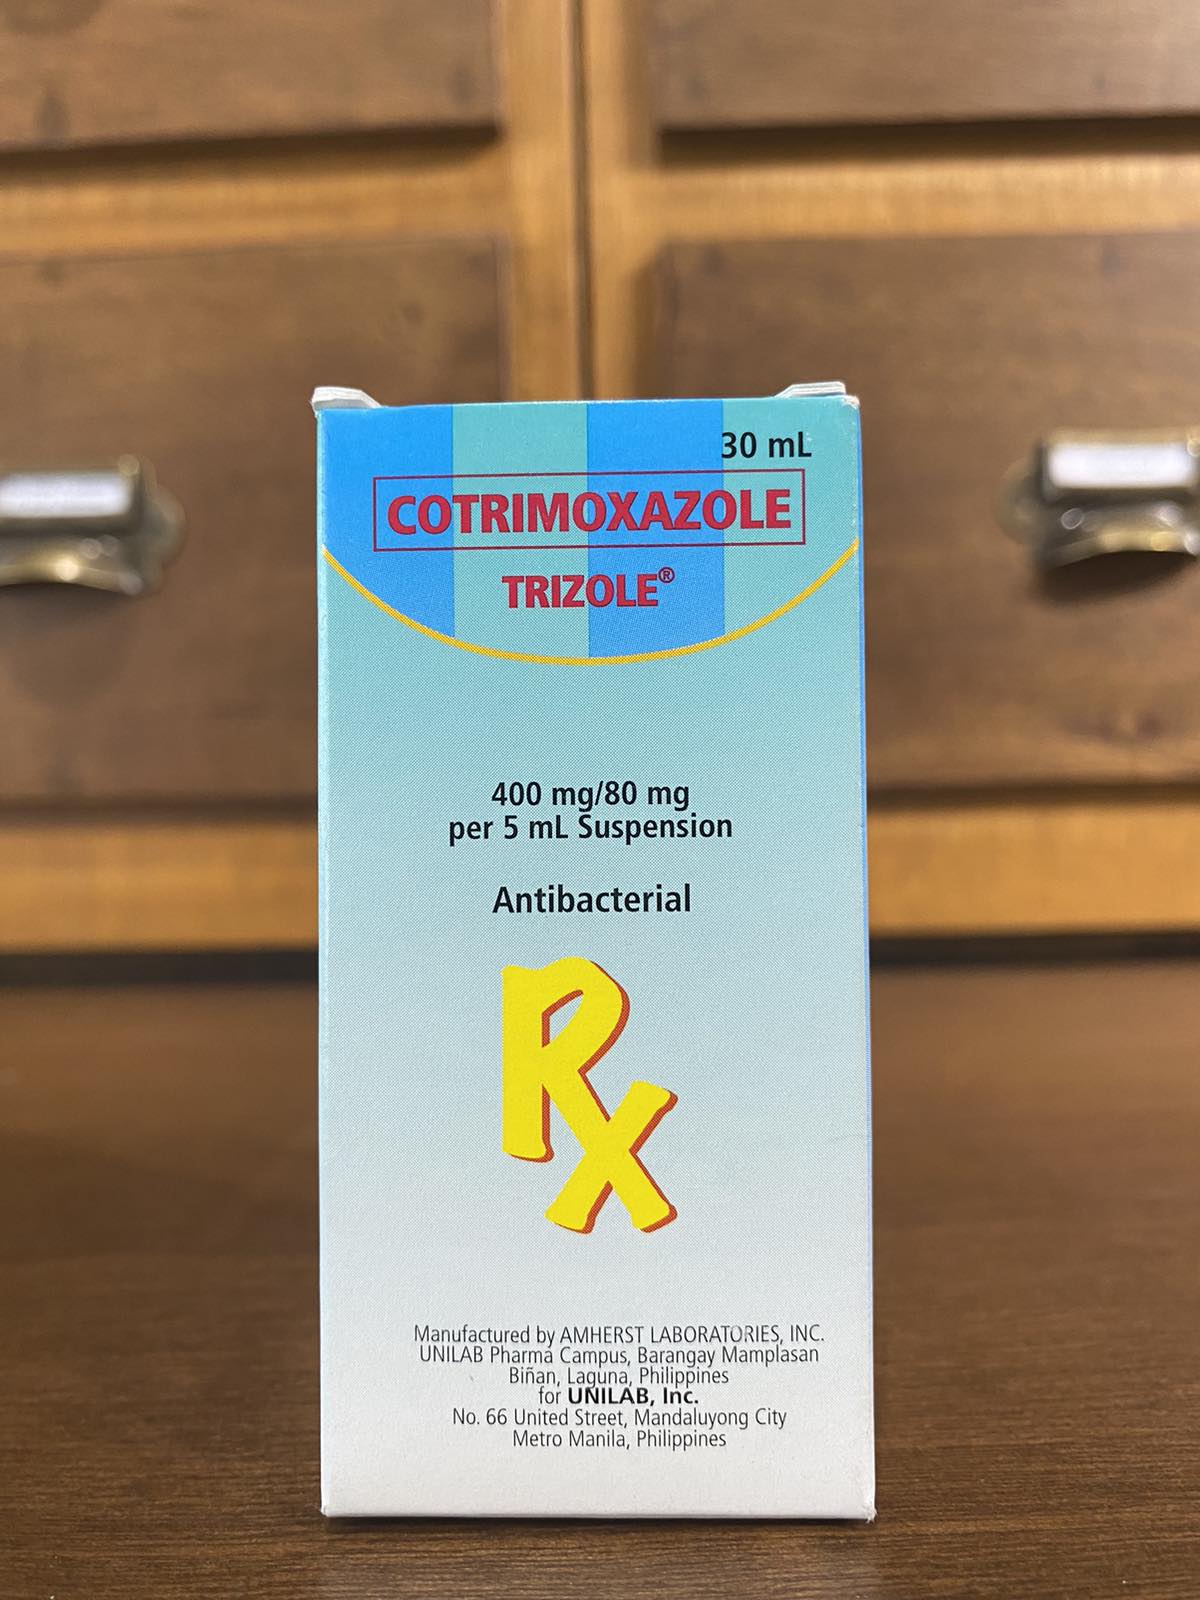 30 mL
COTRIMOXAZOLE
TRIZOLE®
400 mg/80 mg
per 5 mL Suspension
Antibacterial
Rx
Manufactured by AMHERST LABORATORIES, INC.
UNILAB Pharma Campus, Barangay Mamplasan
Biñan, Laguna, Philippines
for UNILAB, Inc.
No. 66 United Street, Mandaluyong City
Metro Manila, Philippines